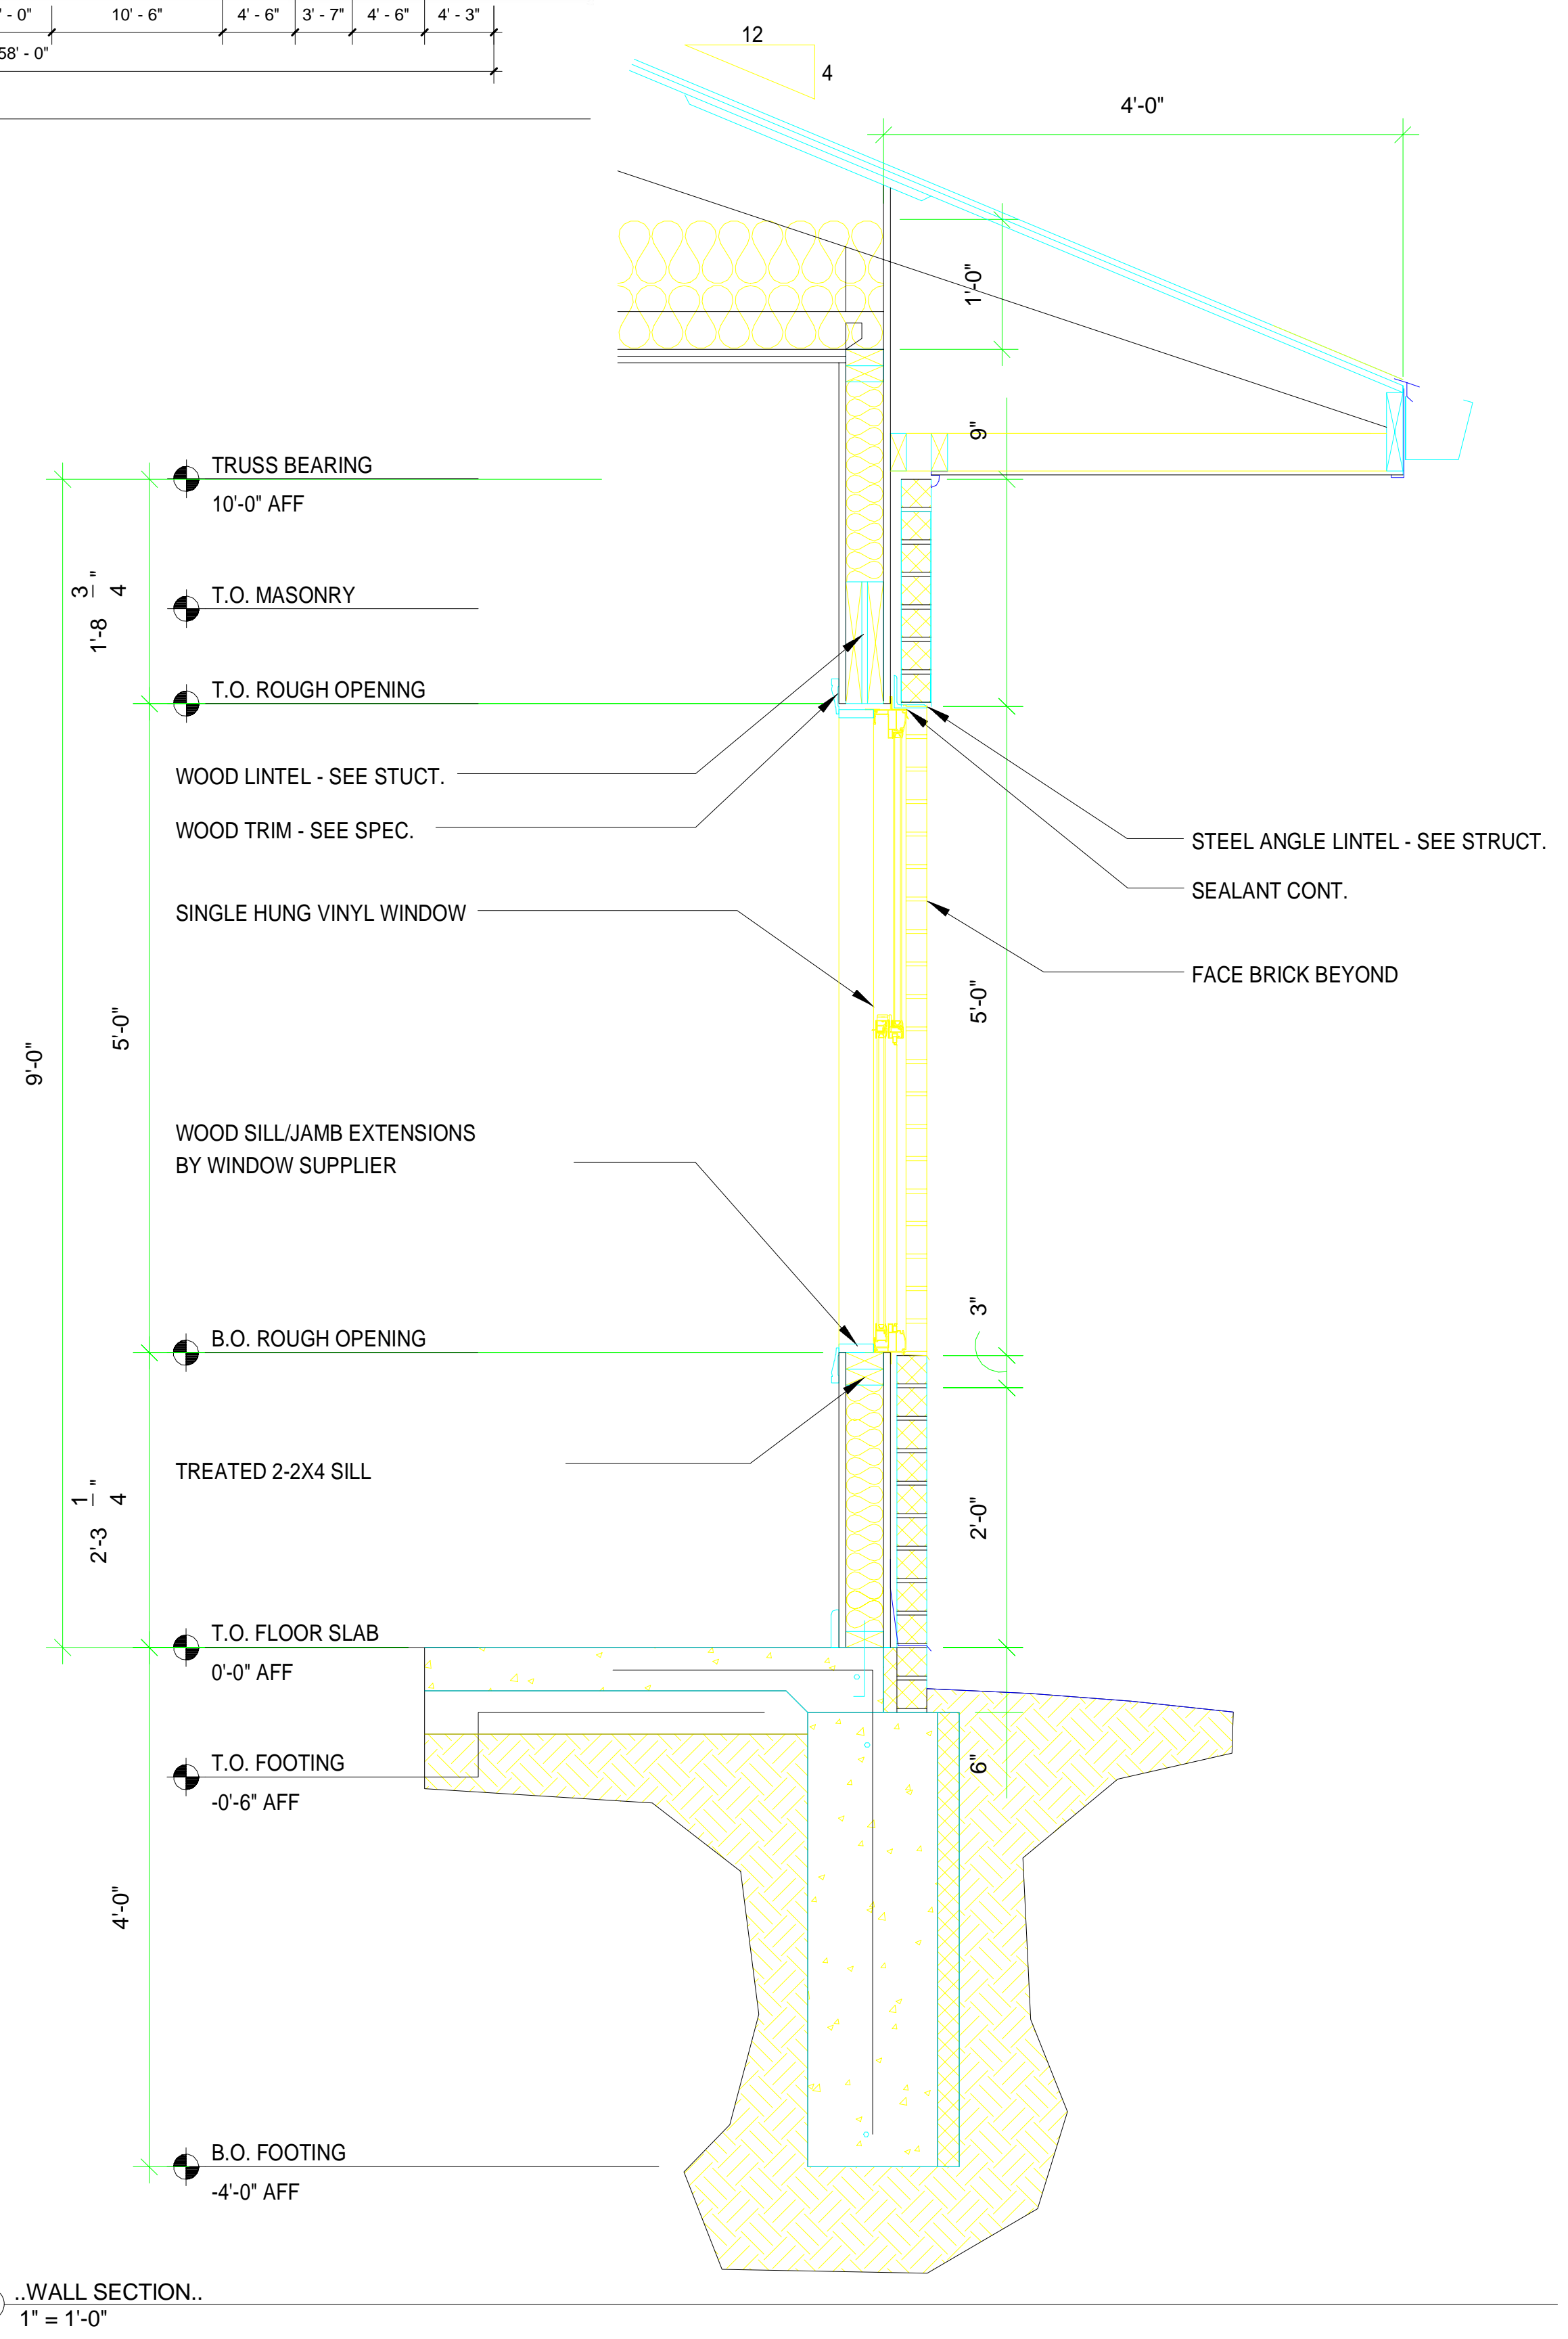 ' - 0"
10' - 6"
4' - 6"
3' - 7"
4' - 6"
4' - 3"
58' - 0"
12
4
4'-0"
1'-0"
9"
TRUSS BEARING
10'-0" AFF
1'-8 3/4"
T.O. MASONRY
T.O. ROUGH OPENING
WOOD LINTEL - SEE STUCT.
WOOD TRIM - SEE SPEC.
STEEL ANGLE LINTEL - SEE STRUCT.
SEALANT CONT.
SINGLE HUNG VINYL WINDOW
FACE BRICK BEYOND
5'-0"
5'-0"
9'-0"
WOOD SILL/JAMB EXTENSIONS
BY WINDOW SUPPLIER
3"
B.O. ROUGH OPENING
TREATED 2-2X4 SILL
2'-3 1/4"
2'-0"
T.O. FLOOR SLAB
0'-0" AFF
T.O. FOOTING
-0'-6" AFF
6"
4'-0"
B.O. FOOTING
-4'-0" AFF
..WALL SECTION..
1" = 1'-0"